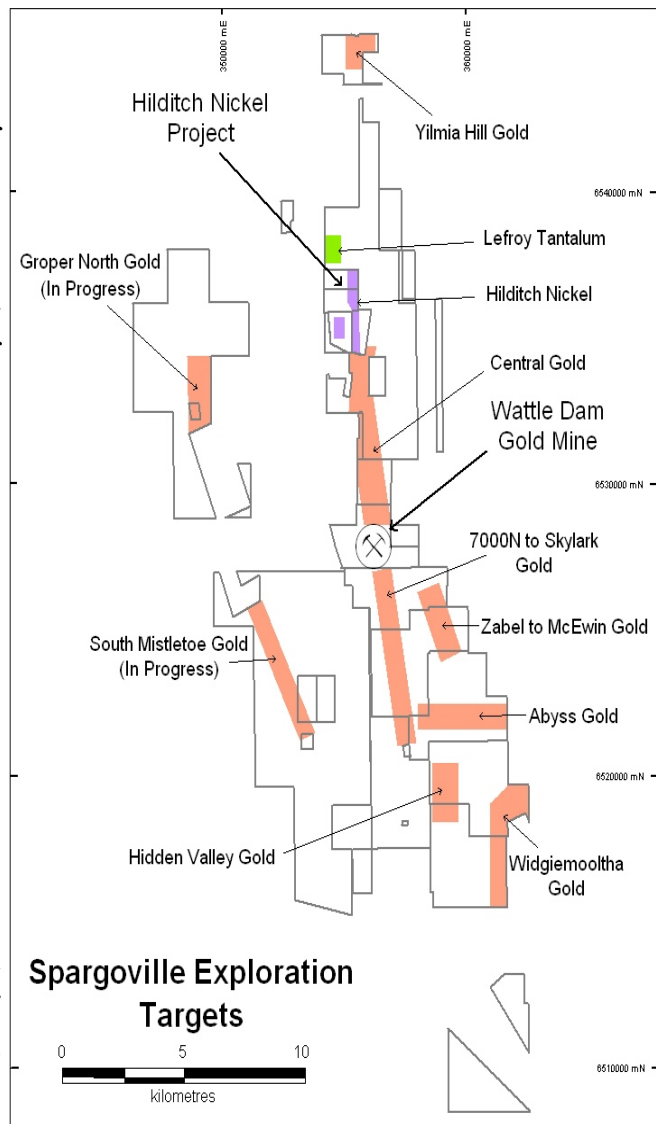 350000 mE
360000 mE
Yilmia Hill Gold
Hilditch Nickel
Project
6540000 mN
Lefroy Tantalum
Groper North Gold
(In Progress)
Hilditch Nickel
Central Gold
Wattle Dam
Gold Mine
6530000 mN
7000N to Skylark
Gold
South Mistletoe Gold
(In Progress)
Zabel to McEwin Gold
Abyss Gold
6520000 mN
Hidden Valley Gold
Widgiemooltha
Gold
Spargoville Exploration
Targets
0 5 10
kilometres
6510000 mN